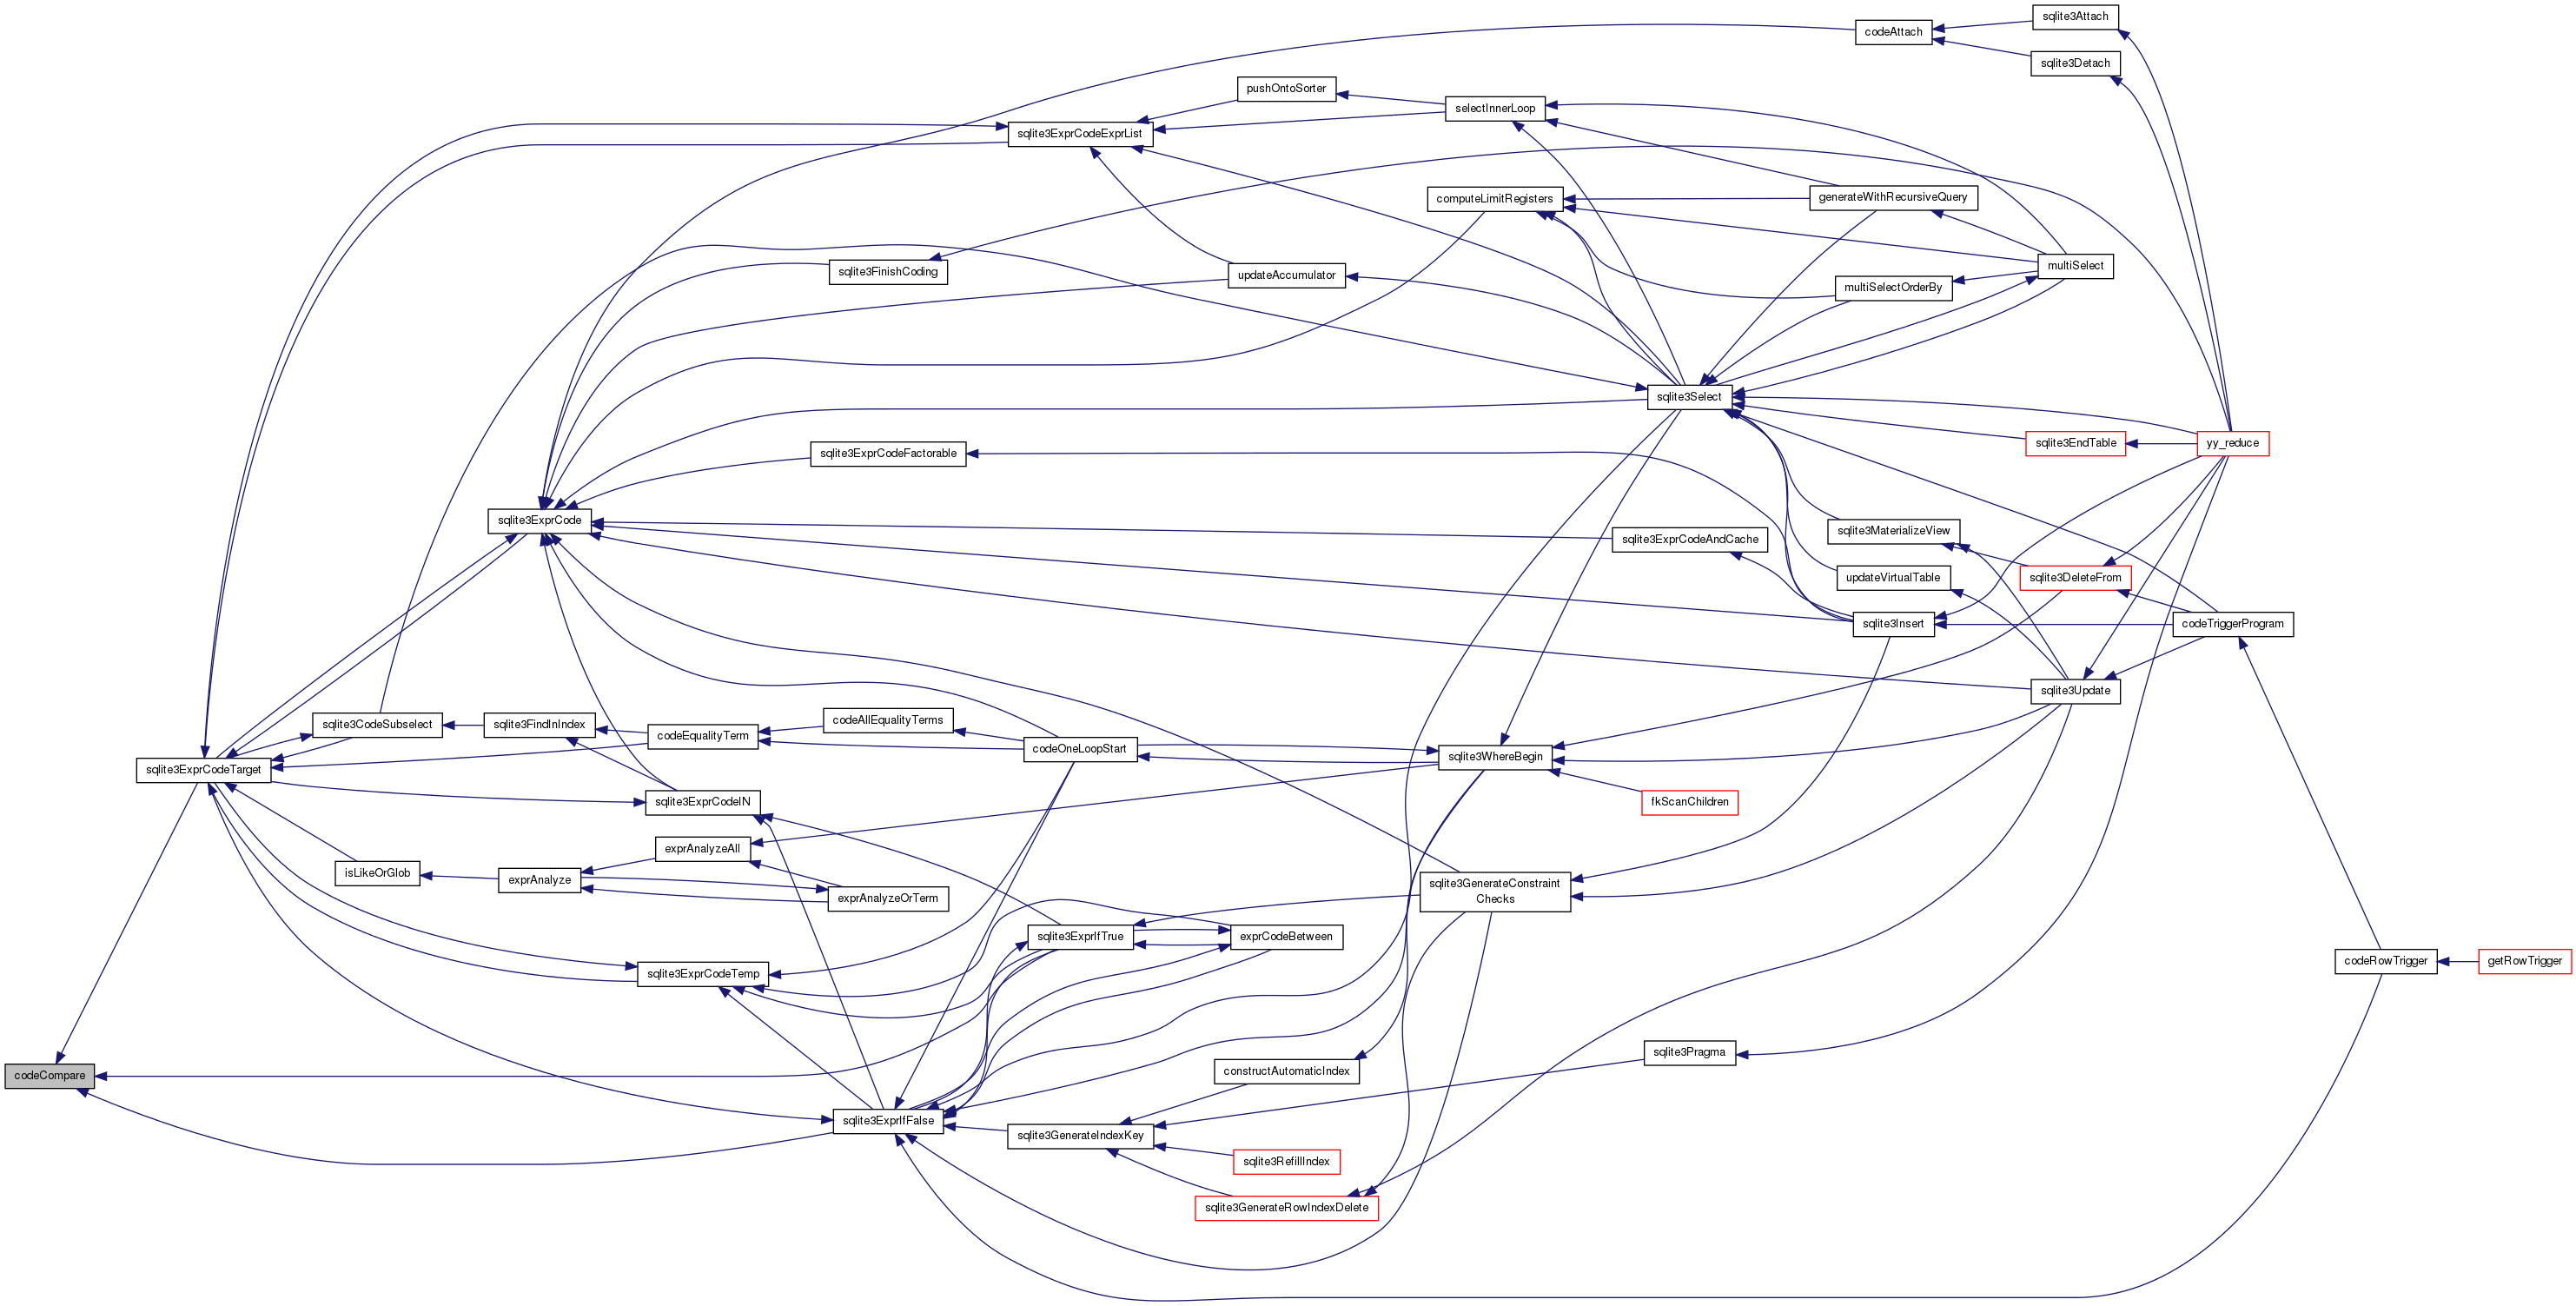 sqlite3Attach
codeAttach
sqlite3Detach
pushOntoSorter
selectInnerLoop
sqlite3ExprCodeExprList
computeLimitRegisters
generateWithRecursiveQuery
multiSelect
sqlite3FinishCoding
updateAccumulator
multiSelectOrderBy
sqlite3Select
sqlite3EndTable
yy_reduce
sqlite3ExprCodeFactorable
sqlite3ExprCode
sqlite3ExprCodeAndCache
sqlite3MaterializeView
updateVirtualTable
sqlite3DeleteFrom
sqlite3Insert
codeTriggerProgram
sqlite3Update
sqlite3CodeSubselect
sqlite3FindInIndex
codeEqualityTerm
codeAllEqualityTerms
codeOneLoopStart
sqlite3WhereBegin
sqlite3ExprCodeTarget
sqlite3ExprCodeIN
fkScanChildren
exprAnalyzeAll
isLikeOrGlob
exprAnalyze
exprAnalyzeOrTerm
sqlite3GenerateConstraint
Checks
sqlite3ExprIfTrue
exprCodeBetween
sqlite3ExprCodeTemp
codeRowTrigger
getRowTrigger
sqlite3Pragma
constructAutomaticIndex
codeCompare
sqlite3ExprIfFalse
sqlite3GenerateIndexKey
sqlite3RefillIndex
sqlite3GenerateRowIndexDelete